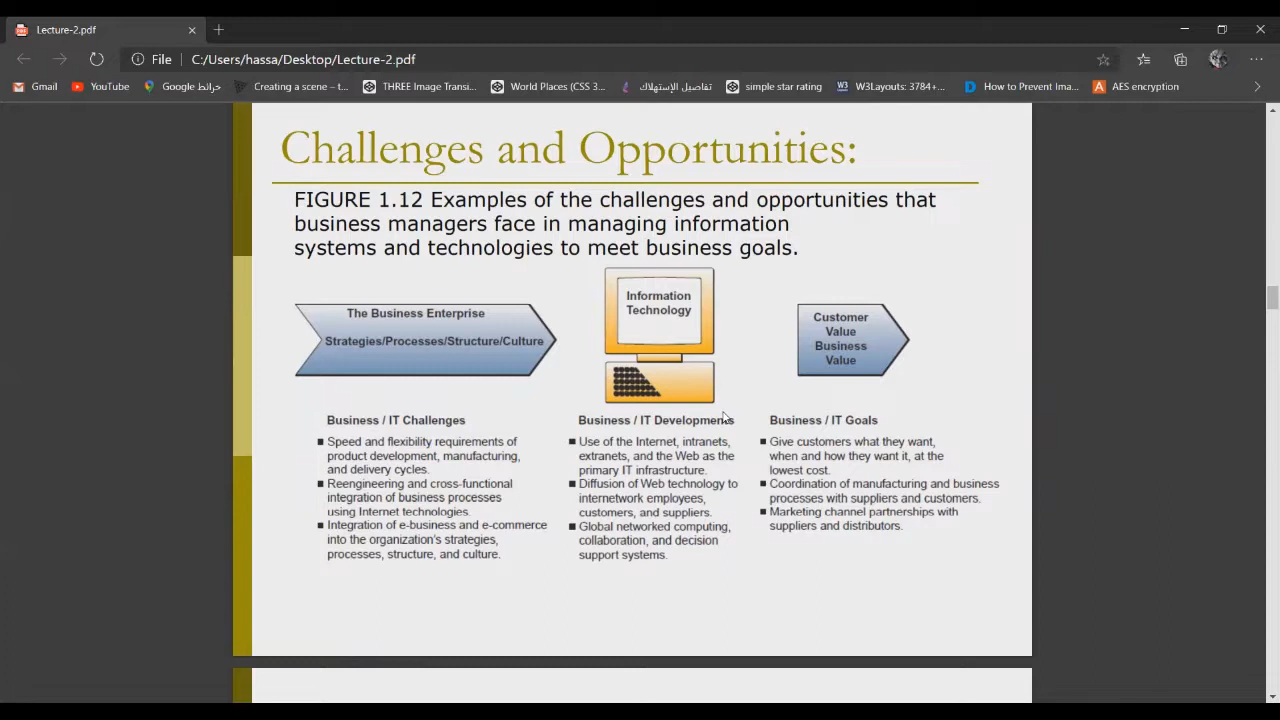 Lecture-2.pdf
File C:/Users/hassa/Desktop/Lecture-2.pdf
Gmail YouTube خرائط Google Creating a scene – t... THREE Image Transi... World Places (CSS 3... تفاصيل الإستهلاك simple star rating W3 W3Layouts: 3784+... How to Prevent Ima... AES encryption
Challenges and Opportunities:
FIGURE 1.12 Examples of the challenges and opportunities that
business managers face in managing information
systems and technologies to meet business goals.
The Business Enterprise
Strategies/Processes/Structure/Culture
Information
Technology
Customer
Value
Business
Value
Business / IT Challenges
■ Speed and flexibility requirements of
product development, manufacturing,
and delivery cycles.
■ Reengineering and cross-functional
integration of business processes
using Internet technologies.
■ Integration of e-business and e-commerce
into the organization's strategies,
processes, structure, and culture.
Business / IT Developments
■ Use of the Internet, intranets,
extranets, and the Web as the
primary IT infrastructure.
■ Diffusion of Web technology to
internetwork employees,
customers, and suppliers.
■ Global networked computing,
collaboration, and decision
support systems.
Business / IT Goals
■ Give customers what they want,
when and how they want it, at the
lowest cost.
■ Coordination of manufacturing and business
processes with suppliers and customers.
■ Marketing channel partnerships with
suppliers and distributors.